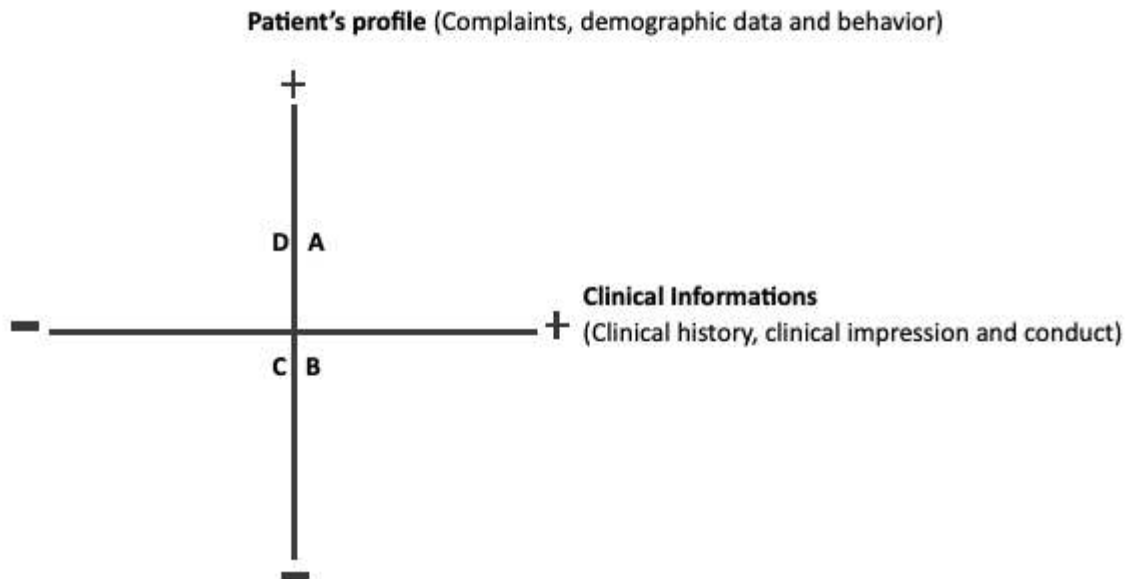 Patient’s profile (Complaints, demographic data and behavior)
+
D A
Clinical Informations
- +
(Clinical history, clinical impression and conduct)
C B
-